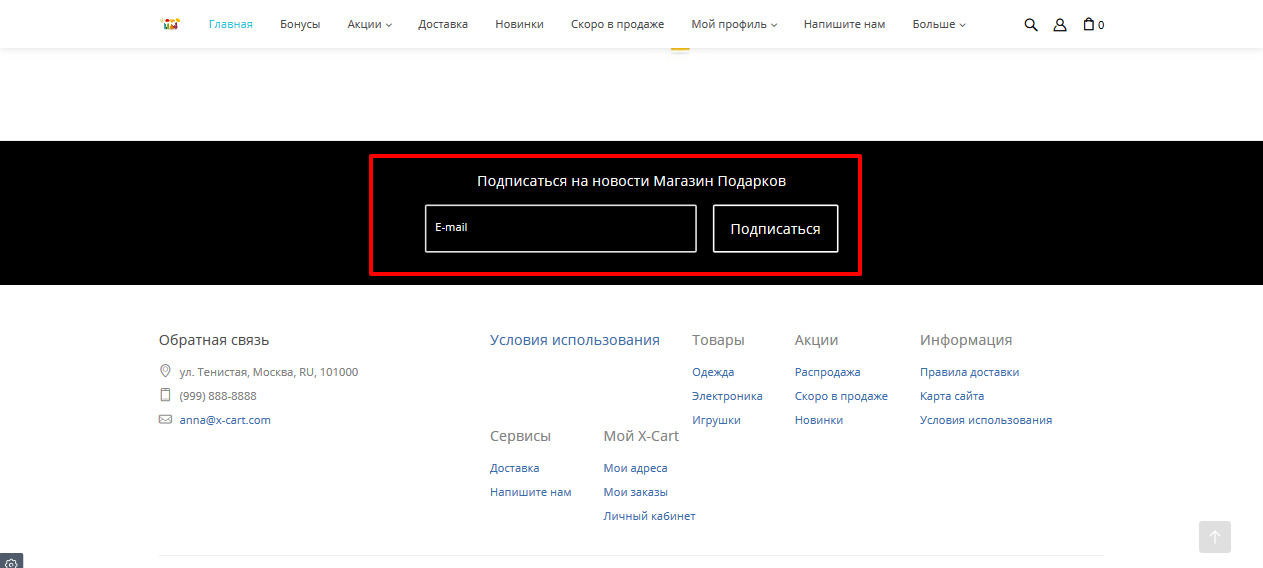 Главная Бонусы Акции Доставка Новинки Скоро в продаже Мой профиль Напишите нам Больше 0
Подписаться на новости Магазин Подарков
E-mail Подписаться
Обратная связь
ул. Тенистая, Москва, RU, 101000
(999) 888-8888
anna@x-cart.com
Условия использования
Товары
Одежда
Электроника
Игрушки
Акции
Распродажа
Скоро в продаже
Новинки
Информация
Правила доставки
Карта сайта
Условия использования
Сервисы
Доставка
Напишите нам
Мой X-Cart
Мои адреса
Мои заказы
Личный кабинет